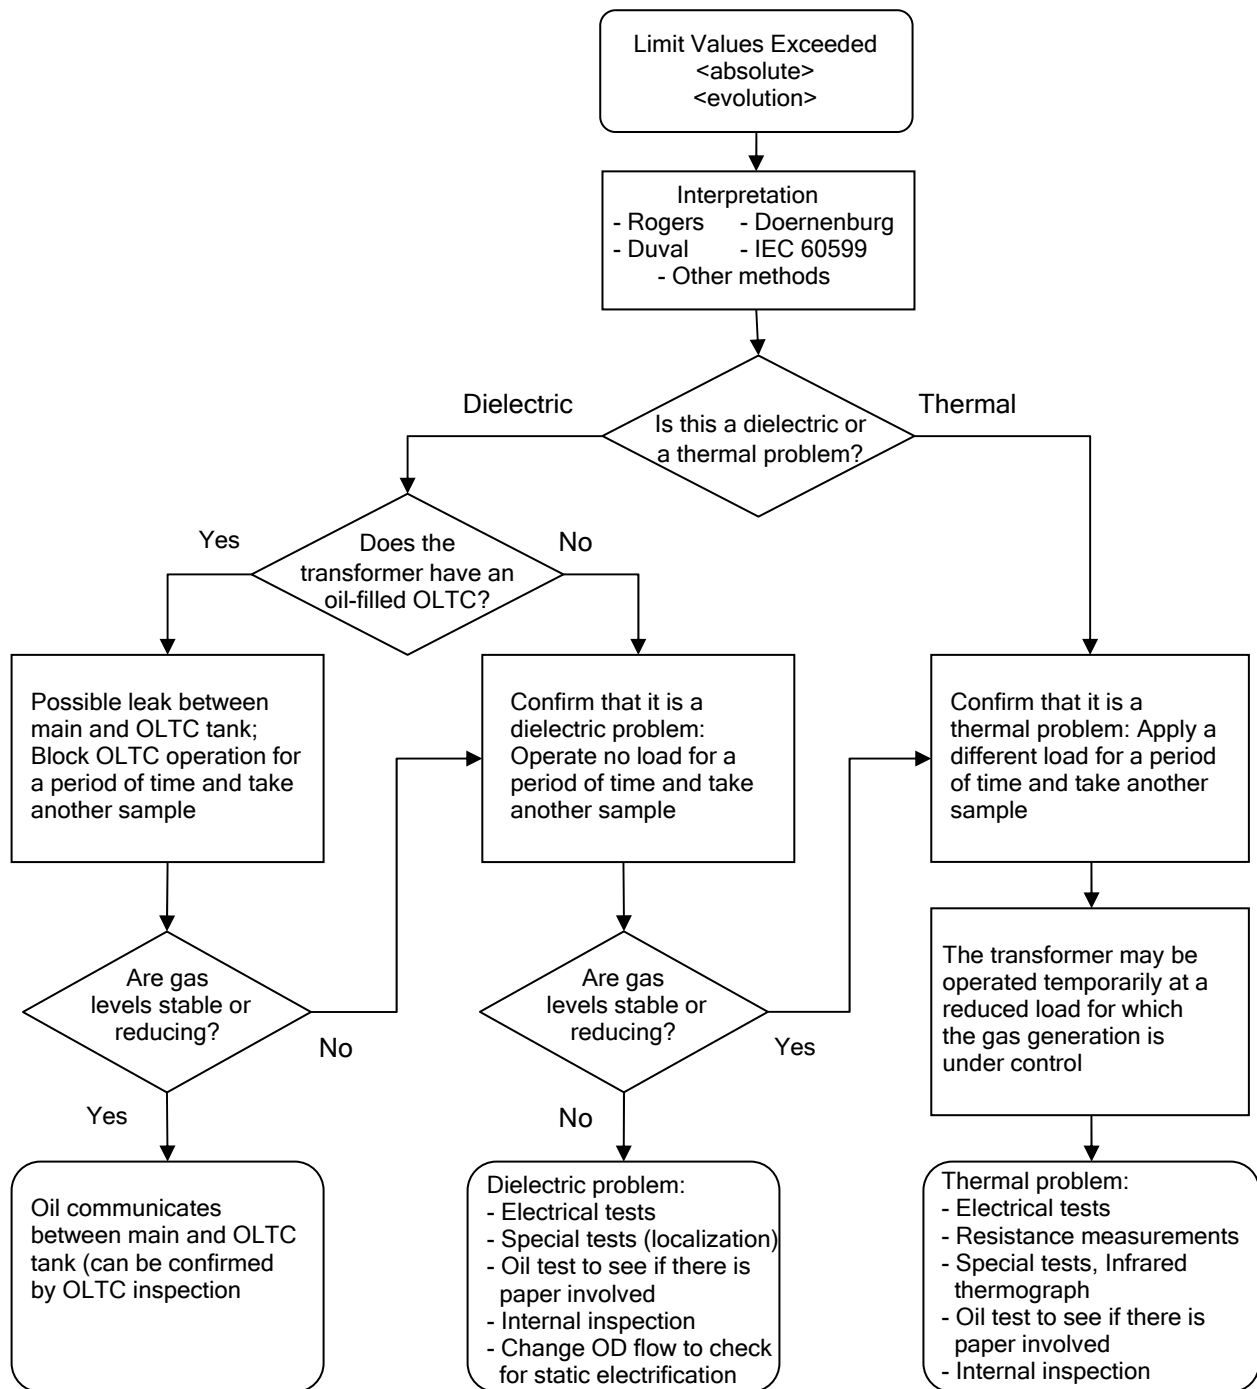 Limit Values Exceeded
<absolute>
<evolution>
Interpretation
- Rogers - Doernenburg
- Duval - IEC 60599
- Other methods
Dielectric
Thermal
Is this a dielectric or
a thermal problem?
Yes
No
Does the
transformer have an
oil-filled OLTC?
Possible leak between
main and OLTC tank;
Block OLTC operation for
a period of time and take
another sample
Confirm that it is a
dielectric problem:
Operate no load for a
period of time and take
another sample
Confirm that it is a
thermal problem: Apply a
different load for a period
of time and take another
sample
Are gas
levels stable or
reducing?
No
Yes
Are gas
levels stable or
reducing?
Yes
No
The transformer may be
operated temporarily at a
reduced load for which
the gas generation is
under control
Oil communicates
between main and OLTC
tank (can be confirmed
by OLTC inspection
Dielectric problem:
- Electrical tests
- Special tests (localization)
- Oil test to see if there is
paper involved
- Internal inspection
- Change OD flow to check
for static electrification
Thermal problem:
- Electrical tests
- Resistance measurements
- Special tests, Infrared
thermograph
- Oil test to see if there is
paper involved
- Internal inspection